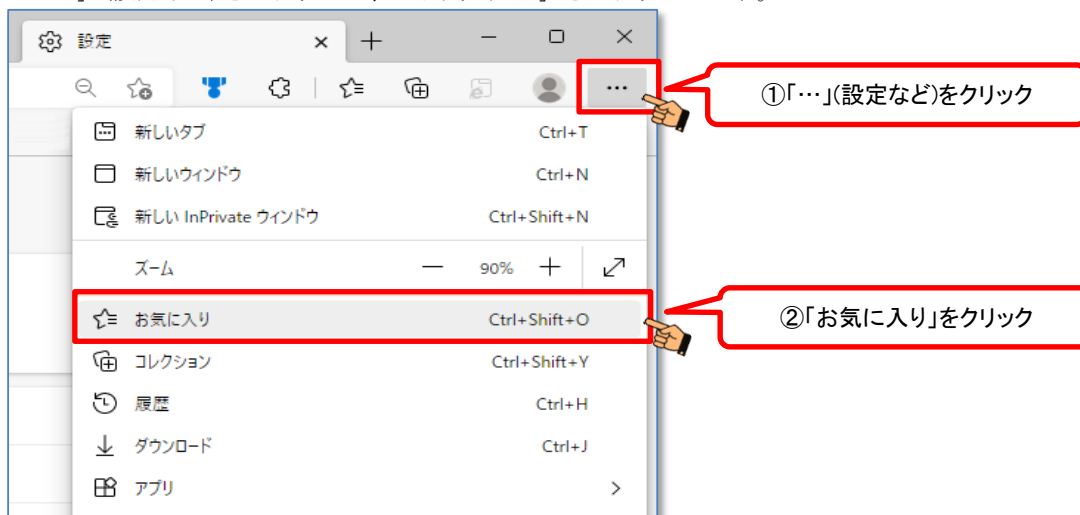 設定
①「…」(設定など)をクリック
新しいタブ Ctrl+T
新しいウィンドウ Ctrl+N
新しい InPrivate ウィンドウ Ctrl+Shift+N
ズーム 90%
お気に入り Ctrl+Shift+O
②「お気に入り」をクリック
コレクション Ctrl+Shift+Y
履歴 Ctrl+H
ダウンロード Ctrl+J
アプリ